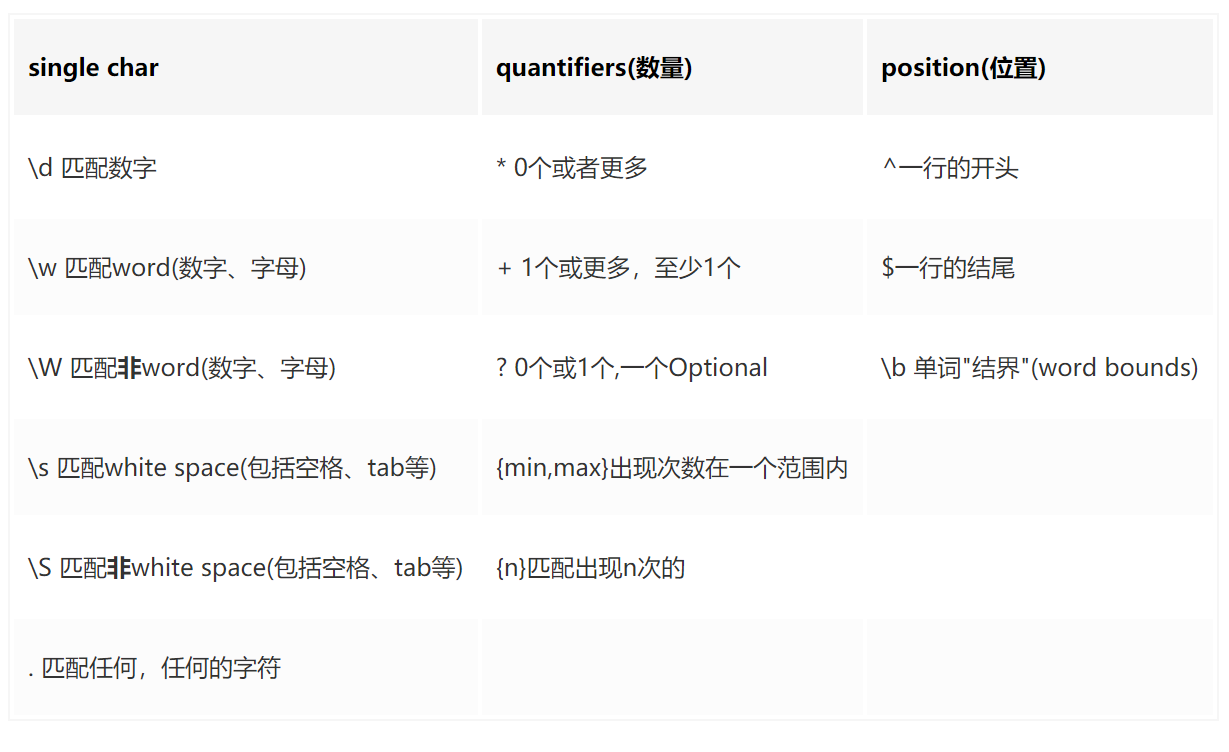 single char quantifiers(数量) position(位置)
\d 匹配数字 * 0个或者更多 ^一行的开头
\w 匹配word(数字、字母) + 1个或更多，至少1个 $一行的结尾
\W 匹配非word(数字、字母) ? 0个或1个,一个Optional \b 单词"结界"(word bounds)
\s 匹配white space(包括空格、tab等) {min,max}出现次数在一个范围内
\S 匹配非white space(包括空格、tab等) {n}匹配出现n次的
. 匹配任何，任何的字符